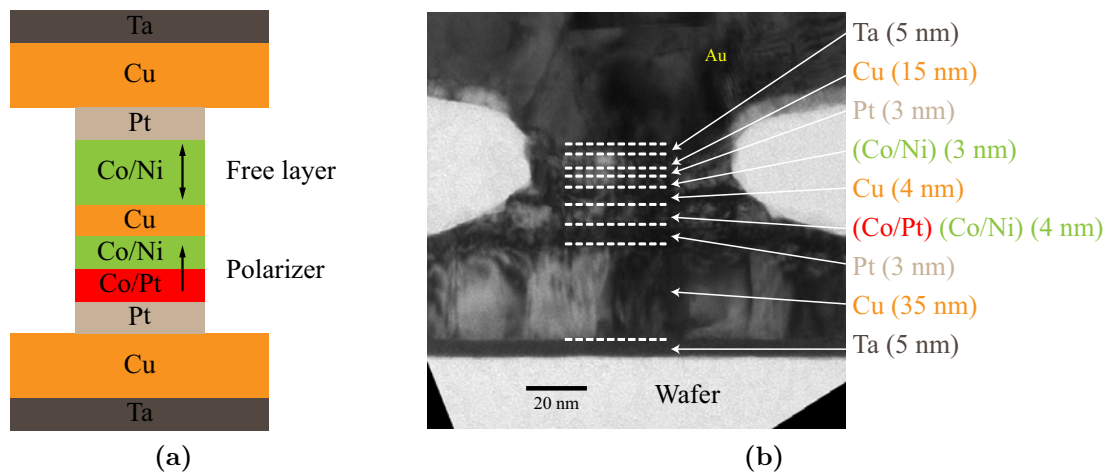 Ta
Cu
Pt
Co/Ni
Free layer
Cu
Co/Ni
Polarizer
Co/Pt
Pt
Cu
Ta
(a)
Au
20 nm
Wafer
(b)
Ta (5 nm)
Cu (15 nm)
Pt (3 nm)
(Co/Ni) (3 nm)
Cu (4 nm)
(Co/Pt) (Co/Ni) (4 nm)
Pt (3 nm)
Cu (35 nm)
Ta (5 nm)